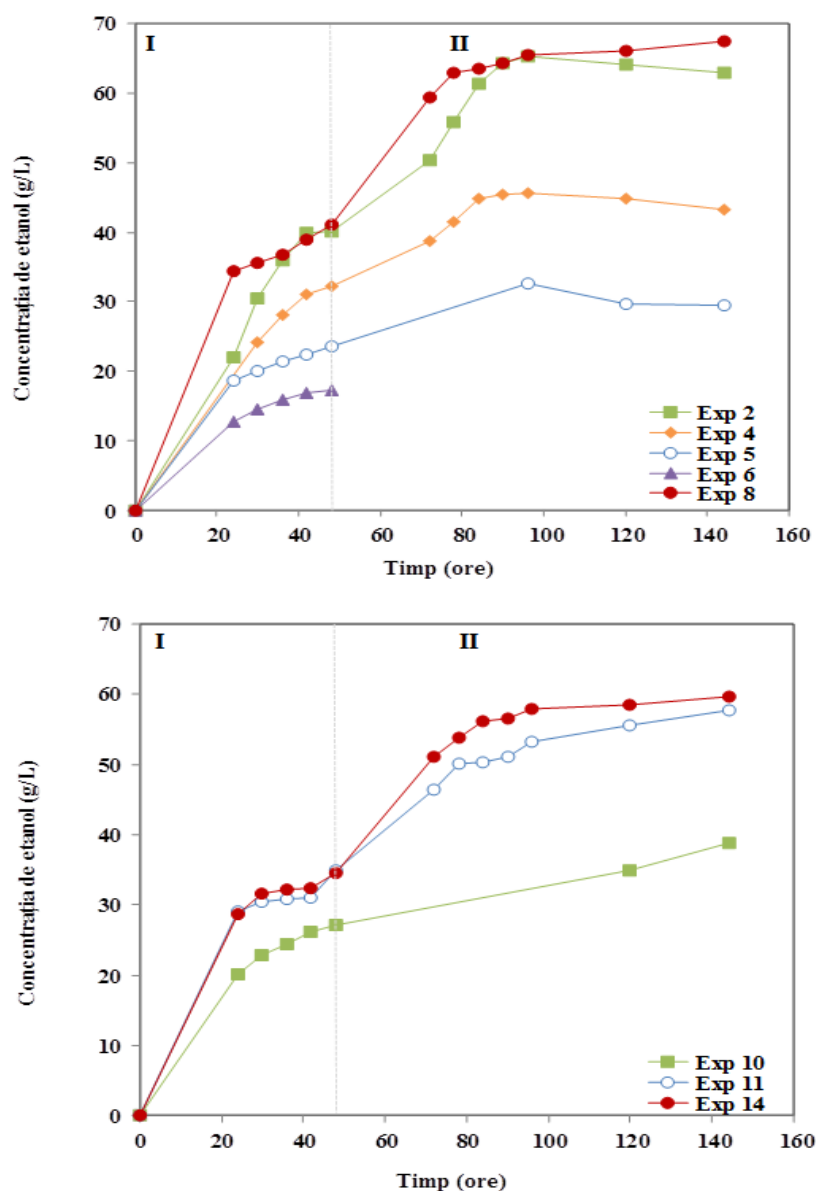 70
I
II
60
50
40
30
20
10
0
Concentrația de etanol (g/L)
Exp 2
Exp 4
Exp 5
Exp 6
Exp 8
0 20 40 60 80 100 120 140 160
Timp (ore)
70
I
II
60
50
40
30
20
10
0
Concentrația de etanol (g/L)
Exp 10
Exp 11
Exp 14
0 20 40 60 80 100 120 140 160
Timp (ore)